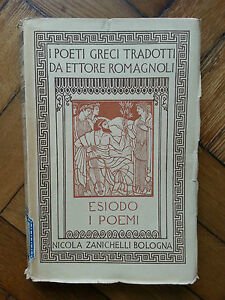 I POETI GRECI TRADOTTI
DA ETTORE ROMAGNOLI
ESIODO
I POEMI
NICOLA ZANICHELLI BOLOGNA